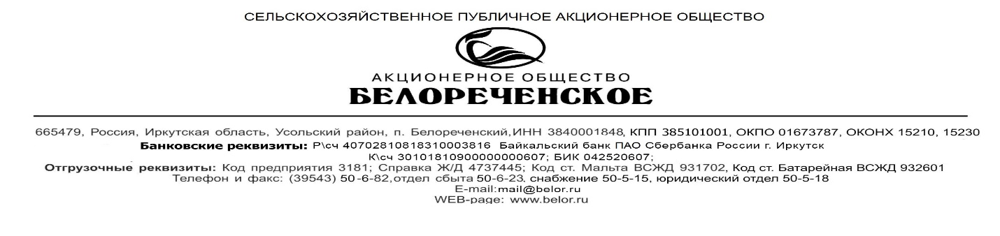 СЕЛЬСКОХОЗЯЙСТВЕННОЕ ПУБЛИЧНОЕ АКЦИОНЕРНОЕ ОБЩЕСТВО
АКЦИОНЕРНОЕ ОБЩЕСТВО
БЕЛОРЕЧЕНСКОЕ
665479, Россия, Иркутская область, Усольский район, п. Белореченский, ИНН 3840001848, КПП 385101001, ОКПО 01673787, ОКОНХ 15210, 15230
Банковские реквизиты: Р\сч 40702810818310003816 Байкальский банк ПАО Сбербанка России г. Иркутск
К\сч 30101810900000000607; БИК 042520607;
Отгрузочные реквизиты: Код предприятия 3181; Справка Ж/Д 4737445; Код ст. Мальта ВСЖД 931702, Код ст. Батарейная ВСЖД 932601
Телефон и факс: (39543) 50-6-82, отдел сбыта 50-6-23, снабжение 50-5-15, юридический отдел 50-5-18
E-mail:mail@belor.ru
WEB-page: www.belor.ru